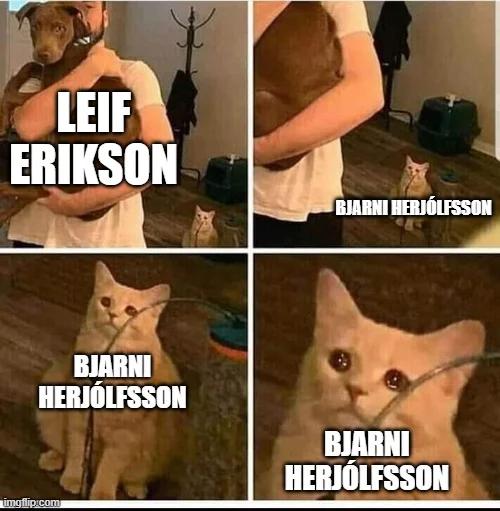 LEIF
ERIKSON
BJARNI HERJÓLFSSON
BJARNI
HERJÓLFSSON
BJARNI
HERJÓLFSSON
imgflip.com